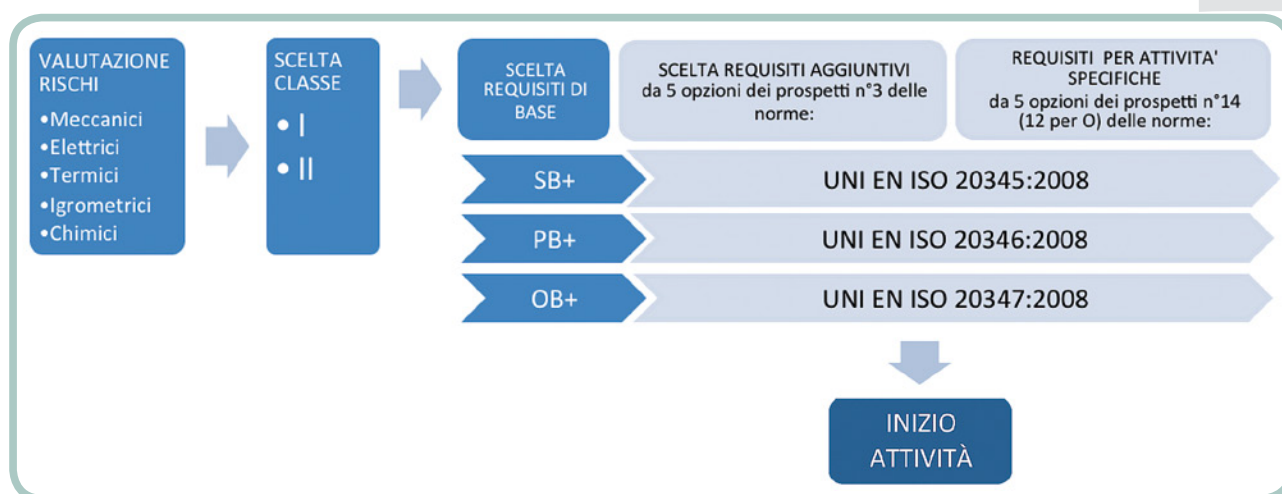 VALUTAZIONE
RISCHI
•Meccanici
•Elettrici
•Termici
•Igrometrici
•Chimici
SCELTA
CLASSE
• I
• II
SCELTA
REQUISITI DI
BASE
SCELTA REQUISITI AGGIUNTIVI
da 5 opzioni dei prospetti n°3 delle
norme:
REQUISITI PER ATTIVITA'
SPECIFICHE
da 5 opzioni dei prospetti n°14
(12 per O) delle norme:
SB+
UNI EN ISO 20345:2008
PB+
UNI EN ISO 20346:2008
OB+
UNI EN ISO 20347:2008
INIZIO
ATTIVITÀ